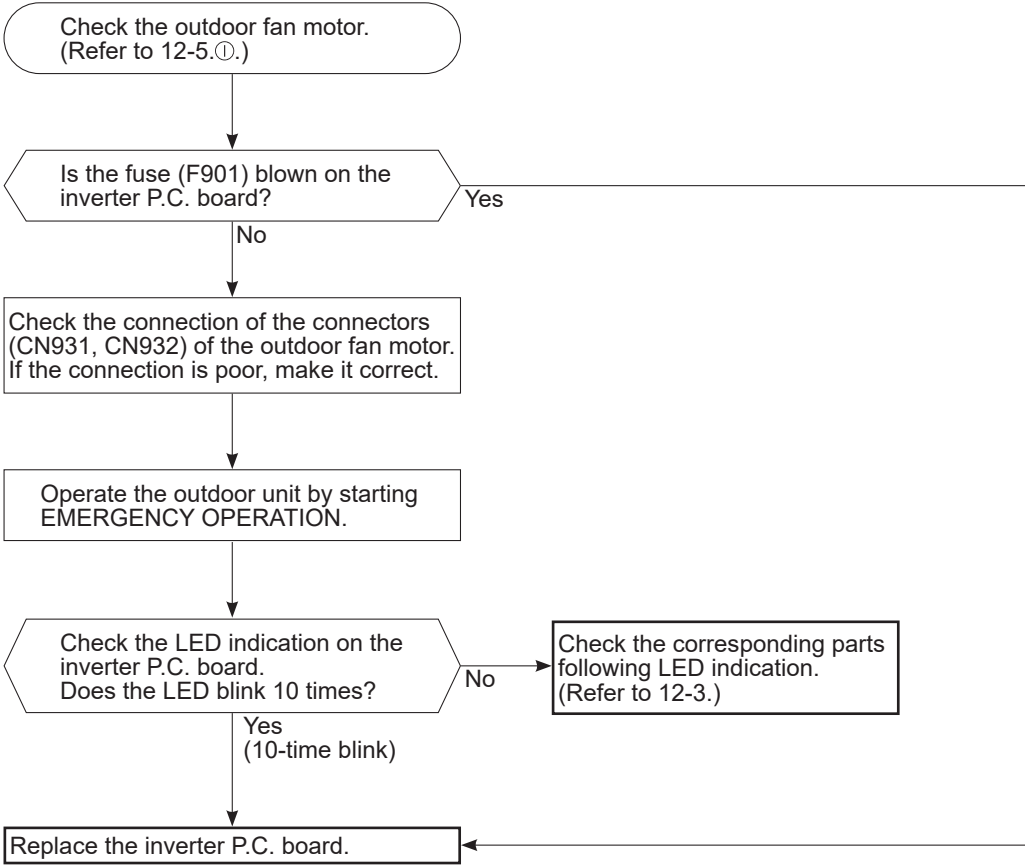 Check the outdoor fan motor.
(Refer to 12-5.Ⓘ.)
Is the fuse (F901) blown on the
inverter P.C. board?
Yes
No
Check the connection of the connectors
(CN931, CN932) of the outdoor fan motor.
If the connection is poor, make it correct.
Operate the outdoor unit by starting
EMERGENCY OPERATION.
Check the LED indication on the
inverter P.C. board.
Does the LED blink 10 times?
No
Check the corresponding parts
following LED indication.
(Refer to 12-3.)
Yes
(10-time blink)
Replace the inverter P.C. board.